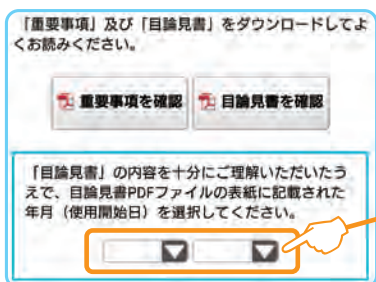 「重要事項」及び「目論見書」をダウンロードしてよ
くお読みください。
重要事項を確認 目論見書を確認
「目論見書」の内容を十分にご理解いただいたう
えで、目論見書PDFファイルの表紙に記載された
年月（使用開始日）を選択してください。